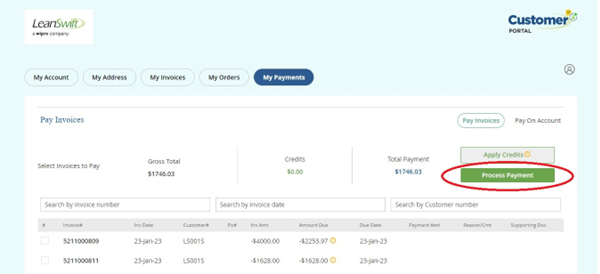 LeanSwift
a wipro company
Customer
PORTAL
My Account
My Address
My Invoices
My Orders
My Payments
Pay Invoices
Pay Invoices
Pay On Account
Select Invoices to Pay
Gross Total
$1746.03
Credits
$0.00
Total Payment
$1746.03
Apply Credits
Process Payment
Search by invoice number
Search by invoice date
Search by Customer number
# Invoice# Inv Date Customer# Po# Inv Amt Amount Due Due Date Payment Amt Reason/Cmt Supporting Doc
5211000809 23-Jan-23 LS001S -$4000.00 -$2253.97 23-Jan-23
5211000811 23-Jan-23 LS001S -$1628.00 -$1628.00 23-Jan-23